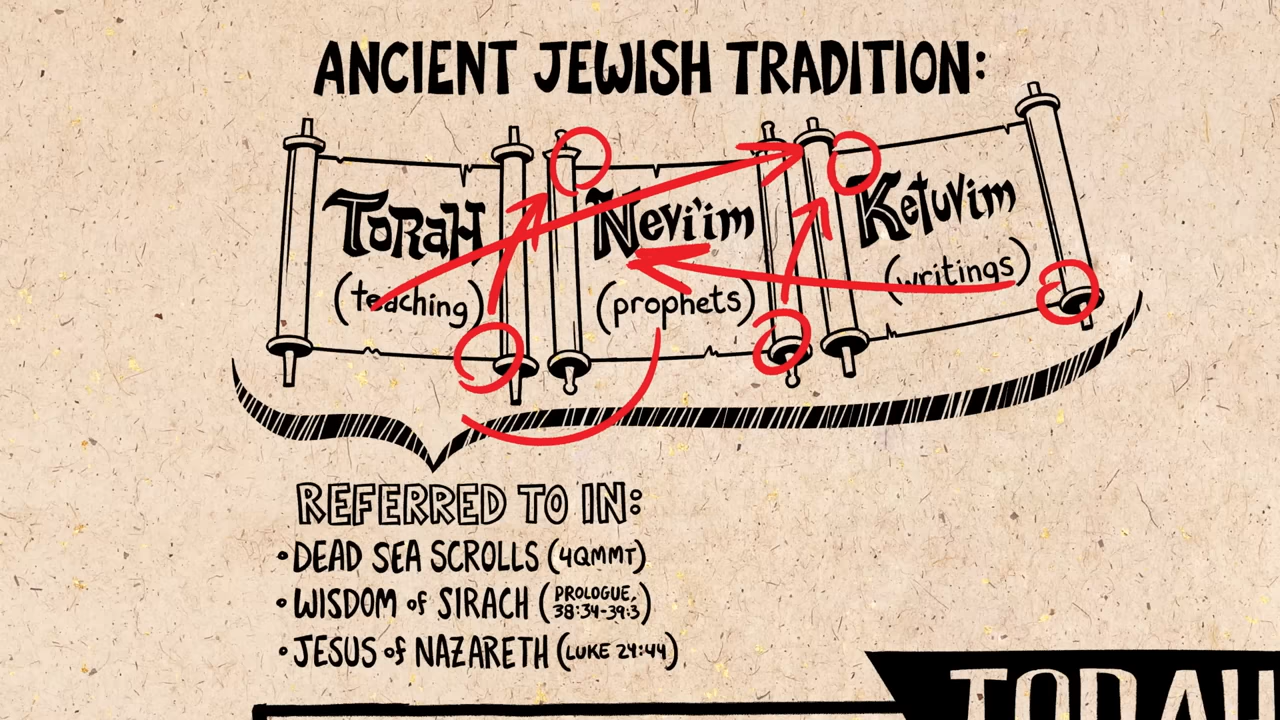 ANCIENT JEWISH TRADITION:
TORAH
(teaching)
Nevi'im
(prophets)
Ketuvim
(writings)
REFERRED TO IN:
• DEAD SEA SCROLLS (4QMMT)
• WISDOM of SIRACH (PROLOGUE, 38:34-39:3)
• JESUS of NAZARETH (LUKE 24:44)
TORAH